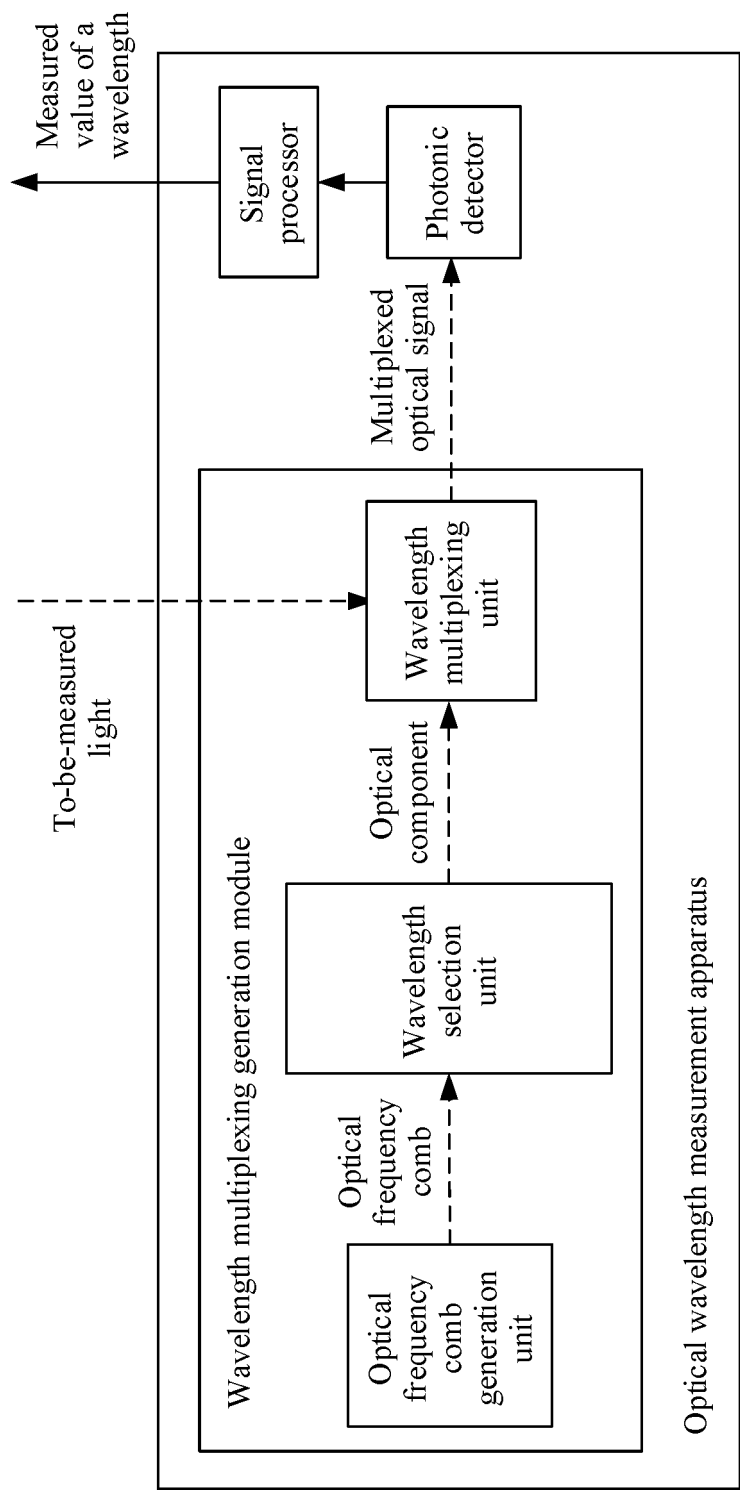 To-be-measured
light
Measured
value of a
wavelength
Wavelength multiplexing generation module
Optical
frequency
comb
generation
unit
Optical
frequency
comb
Wavelength
selection
unit
Optical
component
Wavelength
multiplexing
unit
Multiplexed
optical signal
Photonic
detector
Signal
processor
Optical wavelength measurement apparatus